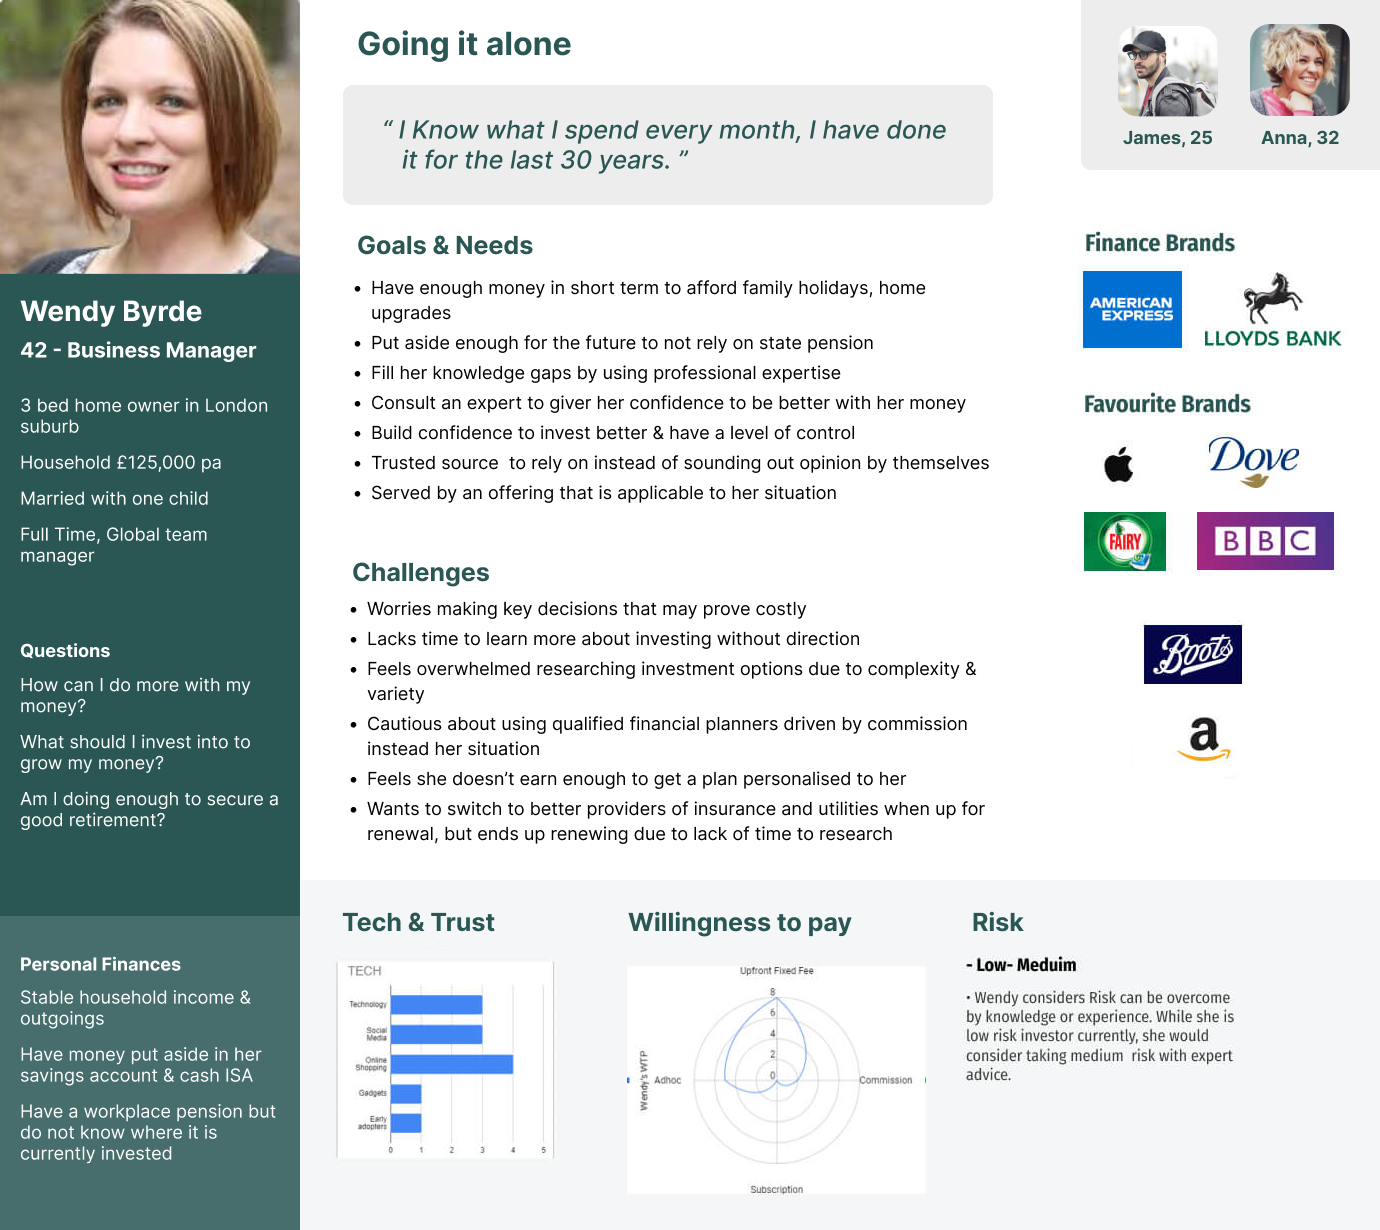 Going it alone
“ I Know what I spend every month, I have done
it for the last 30 years. ”
James, 25
Anna, 32
Wendy Byrde
42 - Business Manager
3 bed home owner in London
suburb
Household £125,000 pa
Married with one child
Full Time, Global team
manager
Questions
How can I do more with my
money?
What should I invest into to
grow my money?
Am I doing enough to secure a
good retirement?
Personal Finances
Stable household income &
outgoings
Have money put aside in her
savings account & cash ISA
Have a workplace pension but
do not know where it is
currently invested
Goals & Needs
• Have enough money in short term to afford family holidays, home
upgrades
• Put aside enough for the future to not rely on state pension
• Fill her knowledge gaps by using professional expertise
• Consult an expert to giver her confidence to be better with her money
• Build confidence to invest better & have a level of control
• Trusted source  to rely on instead of sounding out opinion by themselves
• Served by an offering that is applicable to her situation
Challenges
• Worries making key decisions that may prove costly
• Lacks time to learn more about investing without direction
• Feels overwhelmed researching investment options due to complexity &
variety
• Cautious about using qualified financial planners driven by commission
instead her situation
• Feels she doesn’t earn enough to get a plan personalised to her
• Wants to switch to better providers of insurance and utilities when up for
renewal, but ends up renewing due to lack of time to research
Finance Brands
AMERICAN
EXPRESS
LLOYDS BANK
Favourite Brands
Dove
FAIRY
BBC
Boots
a
Tech & Trust
TECH
Technology
Social
Media
Online
Shopping
Gadgets
Early
adopters
0 1 2 3 4 5
Willingness to pay
Upfront Fixed Fee
8
6
4
2
0
Wendy's WTP
Adhoc
Commission
Subscription
Risk
- Low- Meduim
• Wendy considers Risk can be overcome
by knowledge or experience. While she is
low risk investor currently, she would
consider taking medium  risk with expert
advice.